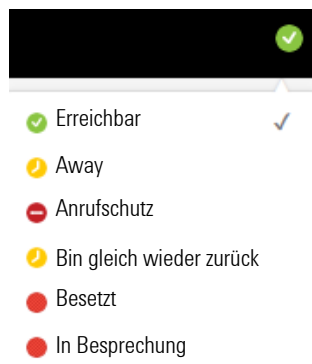 Erreichbar
Away
Anrufschutz
Bin gleich wieder zurück
Besetzt
In Besprechung